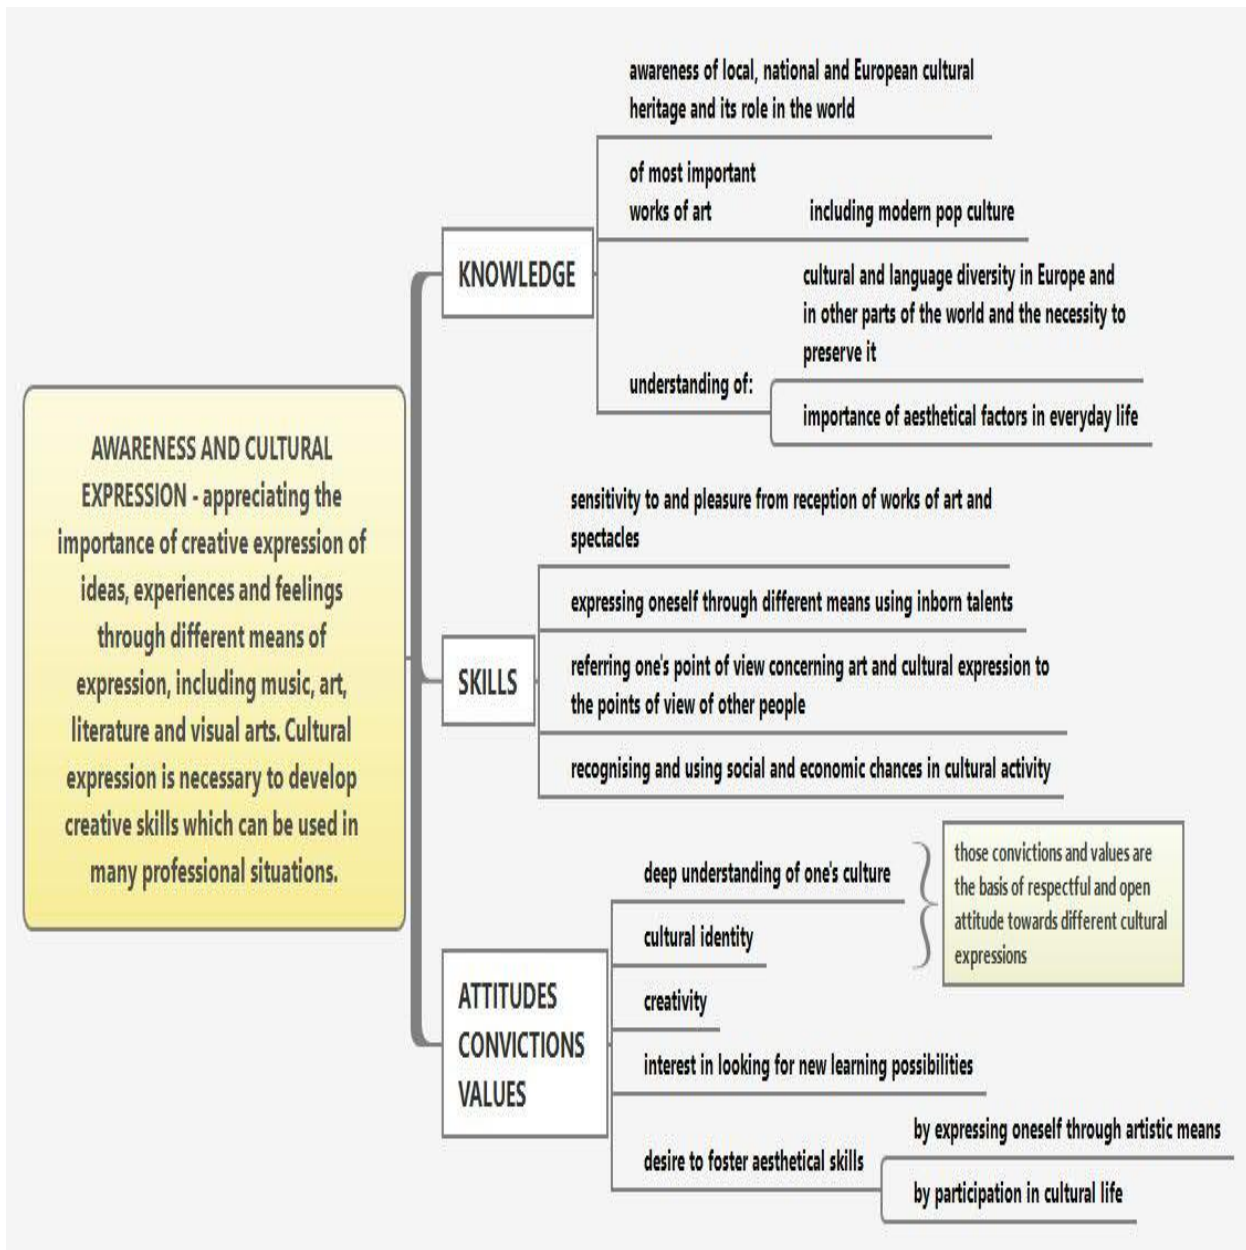 AWARENESS AND CULTURAL
EXPRESSION - appreciating the
importance of creative expression of
ideas, experiences and feelings
through different means of
expression, including music, art,
literature and visual arts. Cultural
expression is necessary to develop
creative skills which can be used in
many professional situations.
KNOWLEDGE
awareness of local, national and European cultural
heritage and its role in the world
of most important
works of art
including modern pop culture
understanding of:
cultural and language diversity in Europe and
in other parts of the world and the necessity to
preserve it
importance of aesthetical factors in everyday life
SKILLS
sensitivity to and pleasure from reception of works of art and
spectacles
expressing oneself through different means using inborn talents
referring one's point of view concerning art and cultural expression to
the points of view of other people
recognising and using social and economic chances in cultural activity
ATTITUDES
CONVICTIONS
VALUES
deep understanding of one's culture
cultural identity
those convictions and values are
the basis of respectful and open
attitude towards different cultural
expressions
creativity
interest in looking for new learning possibilities
desire to foster aesthetical skills
by expressing oneself through artistic means
by participation in cultural life